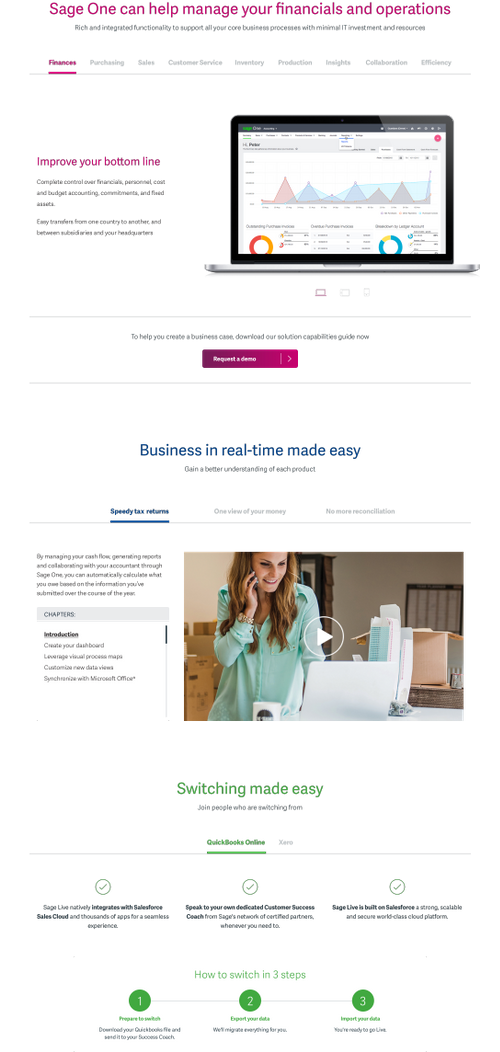 Sage One can help manage your financials and operations
Rich and integrated functionality to support all your core business processes with minimal IT investment and resources
Finances Purchasing Sales Customer Service Inventory Production Insights Collaboration Efficiency
Improve your bottom line
Complete control over financials, personnel, cost
and budget accounting, commitments, and fixed
assets.
Easy transfers from one country to another, and
between subsidiaries and your headquarters
Hi, Peter
Outstanding Purchase Invoices Overdue Purchase Invoices Breakdown by Ledger Account
To help you create a business case, download our solution capabilities guide now
Request a demo
Business in real-time made easy
Gain a better understanding of each product
Speedy tax returns One view of your money No more reconciliation
By managing your cash flow, generating reports
and collaborating with your accountant through
Sage One, you can automatically calculate what
you owe based on the information you've
submitted over the course of the year.
CHAPTERS:
Introduction
Create your dashboard
Leverage visual process maps
Customize new data views
Synchronize with Microsoft Office*
Switching made easy
Join people who are switching from
QuickBooks Online Xero
Sage Live natively integrates with Salesforce
Sales Cloud and thousands of apps for a seamless
experience.
Speak to your own dedicated Customer Success
Coach from Sage's network of certified partners,
whenever you need to.
Sage Live is built on Salesforce a strong, scalable
and secure world-class cloud platform.
How to switch in 3 steps
1 2 3
Prepare to switch
Download your Quickbooks file and
send it to your Success Coach.
Export your data
We'll migrate everything for you.
Import your data
You're ready to go Live.